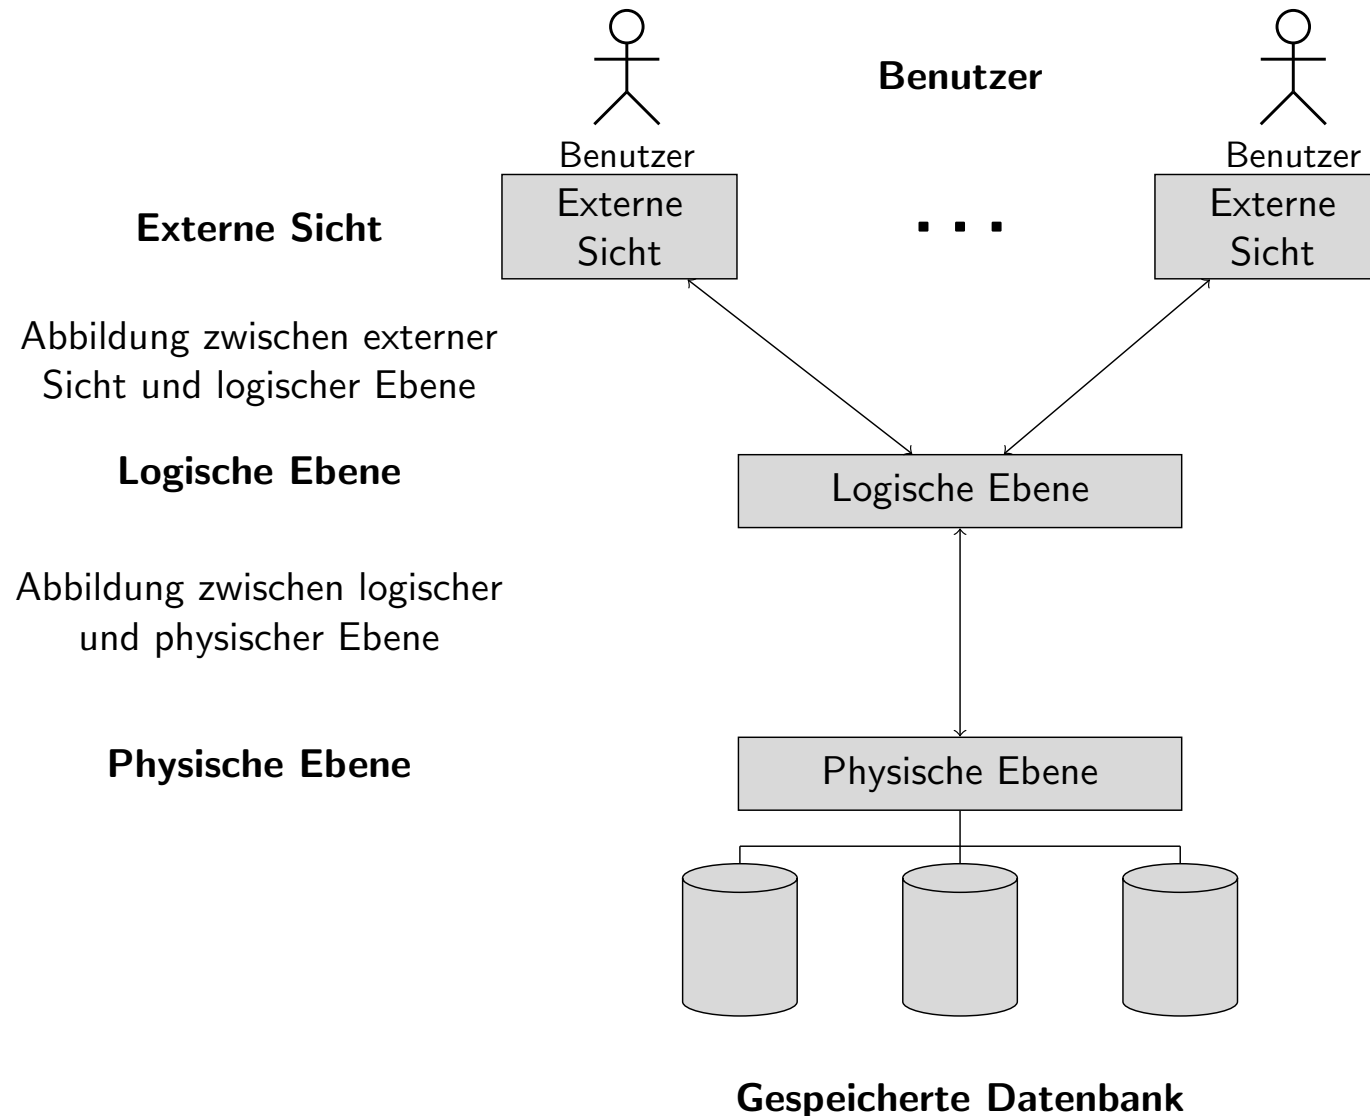 Benutzer
Benutzer
Benutzer
Externe Sicht
Externe
Sicht
. . .
Externe
Sicht
Abbildung zwischen externer
Sicht und logischer Ebene
Logische Ebene
Logische Ebene
Abbildung zwischen logischer
und physischer Ebene
Physische Ebene
Physische Ebene
Gespeicherte Datenbank